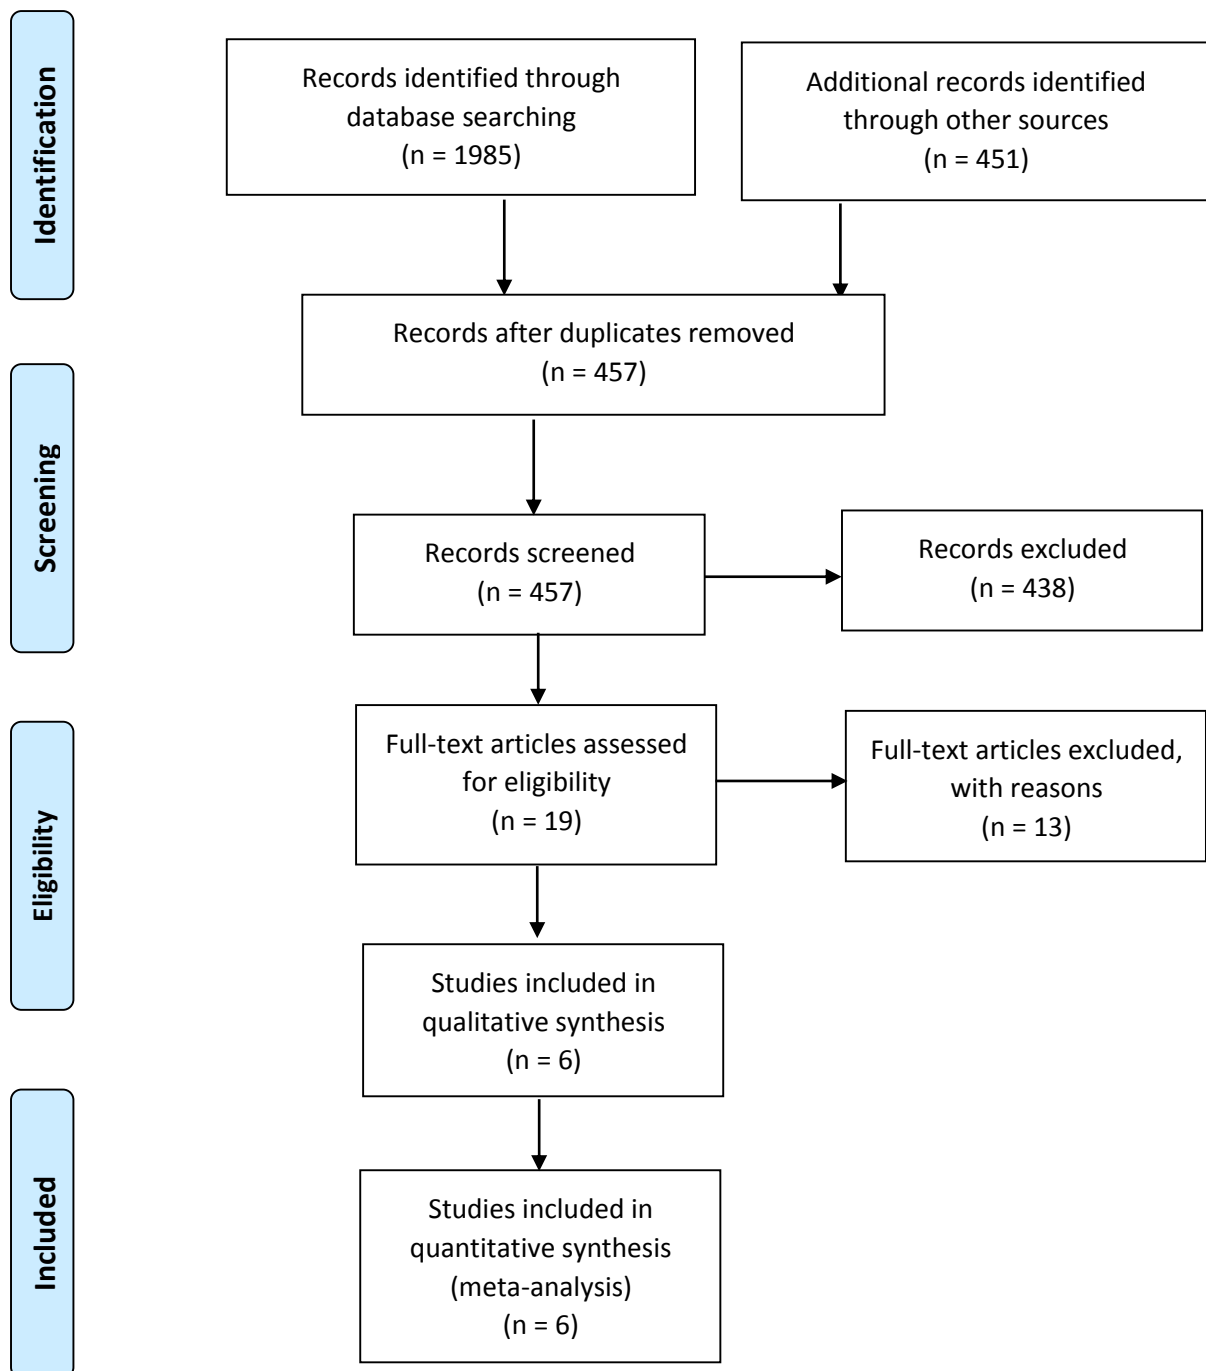 Identification
Records identified through
database searching
(n = 1985)
Additional records identified
through other sources
(n = 451)
Records after duplicates removed
(n = 457)
Screening
Records screened
(n = 457)
Records excluded
(n = 438)
Eligibility
Full-text articles assessed
for eligibility
(n = 19)
Full-text articles excluded,
with reasons
(n = 13)
Studies included in
qualitative synthesis
(n = 6)
Included
Studies included in
quantitative synthesis
(meta-analysis)
(n = 6)